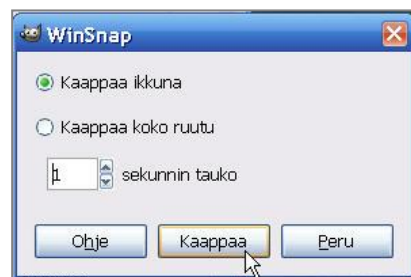 WinSnap
Kaappaa ikkuna
Kaappaa koko ruutu
1 sekunnin tauko
Ohje Kaappaa Peru